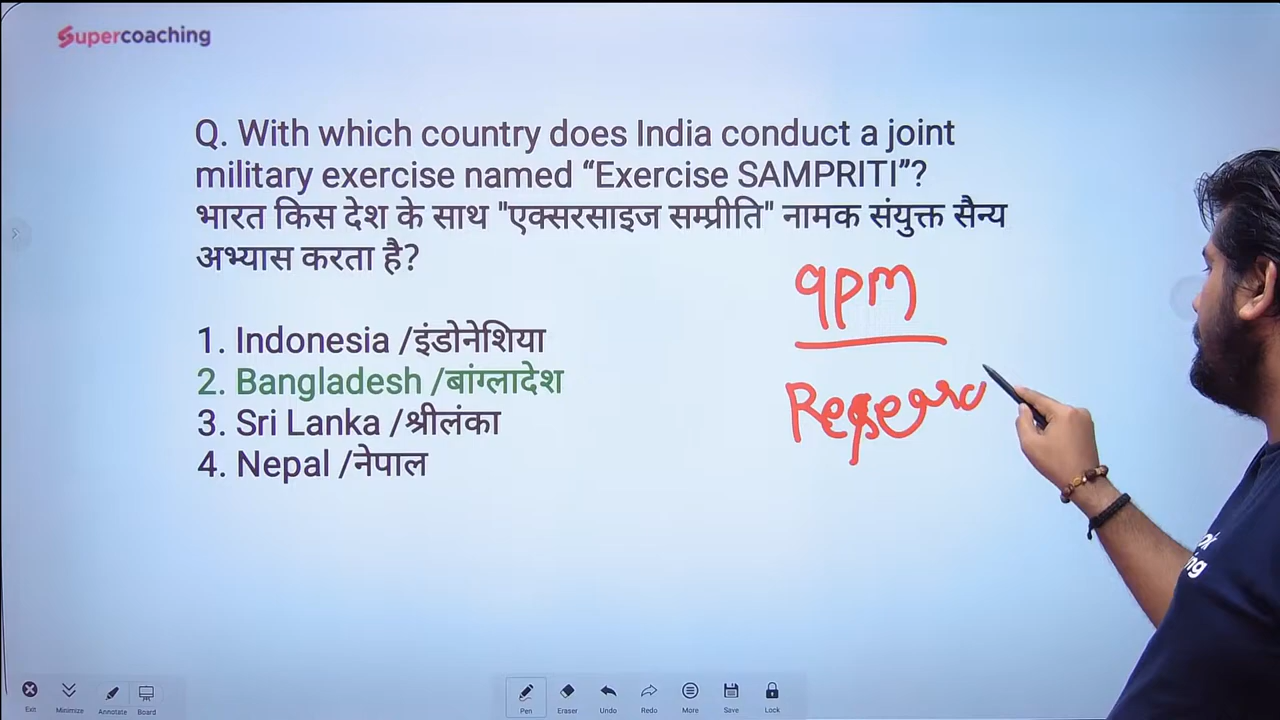 Supercoaching
Q. With which country does India conduct a joint
military exercise named “Exercise SAMPRITI”?
भारत किस देश के साथ "एक्सरसाइज सम्प्रीति" नामक संयुक्त सैन्य
अभ्यास करता है?
9pm
1. Indonesia /इंडोनेशिया
2. Bangladesh /बांग्लादेश
3. Sri Lanka /श्रीलंका
4. Nepal /नेपाल
Exit Minimize Annotate Board Pen Eraser Undo Redo More Save Lock